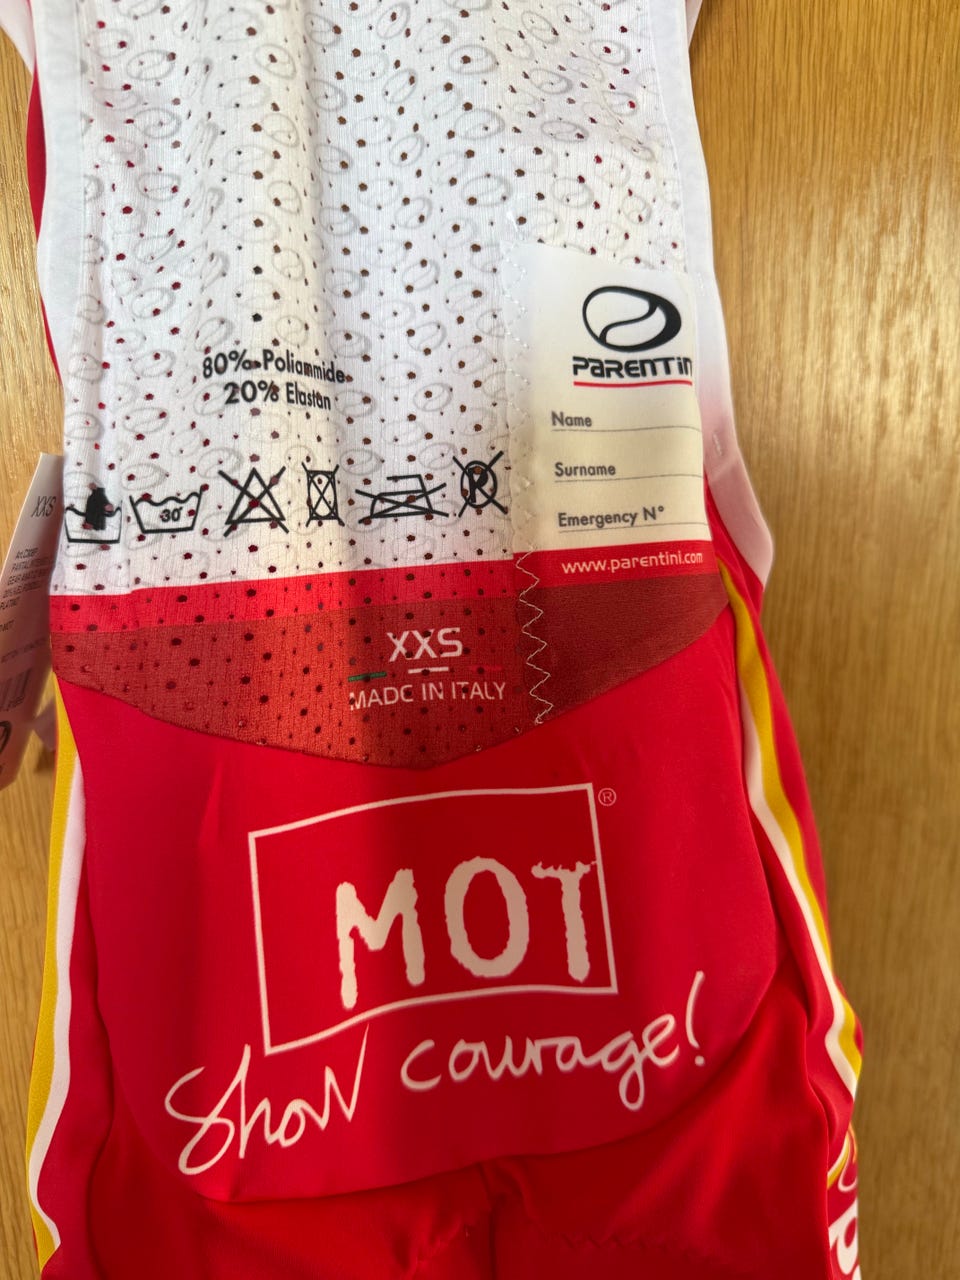 PARENTINI
80% Poliammide
20% Elastan
Name
Surname
Emergency N°
30°
www.parentini.com
XXS
MADE IN ITALY
XXS
MOT®
Show courage!